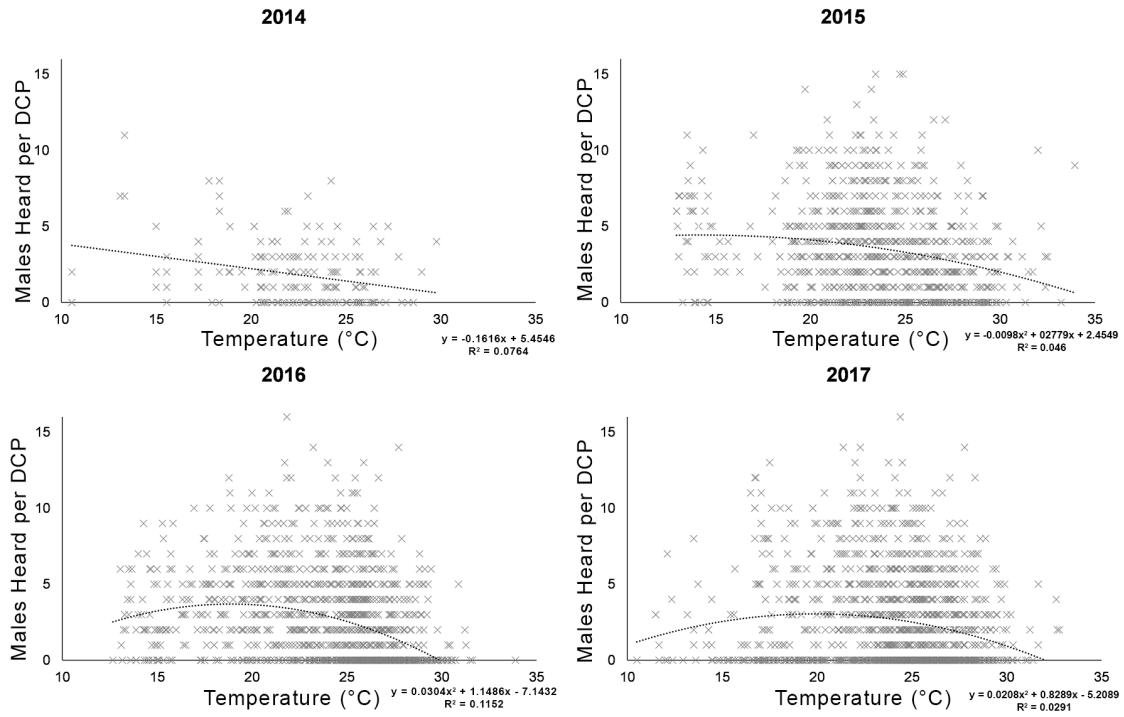 2014
Males Heard per DCP
15
10
5
0
10 15 20 25 30 35
Temperature (°C)
y = -0.1616x + 5.4546
R² = 0.0764
2015
Males Heard per DCP
15
10
5
0
10 15 20 25 30 35
Temperature (°C)
y = -0.0098x² + 02779x + 2.4549
R² = 0.046
2016
Males Heard per DCP
15
10
5
0
10 15 20 25 30 35
Temperature (°C)
y = 0.0304x² + 1.1486x - 7.1432
R² = 0.1152
2017
Males Heard per DCP
15
10
5
0
10 15 20 25 30 35
Temperature (°C)
y = 0.0208x² + 0.8289x - 5.2089
R² = 0.0291